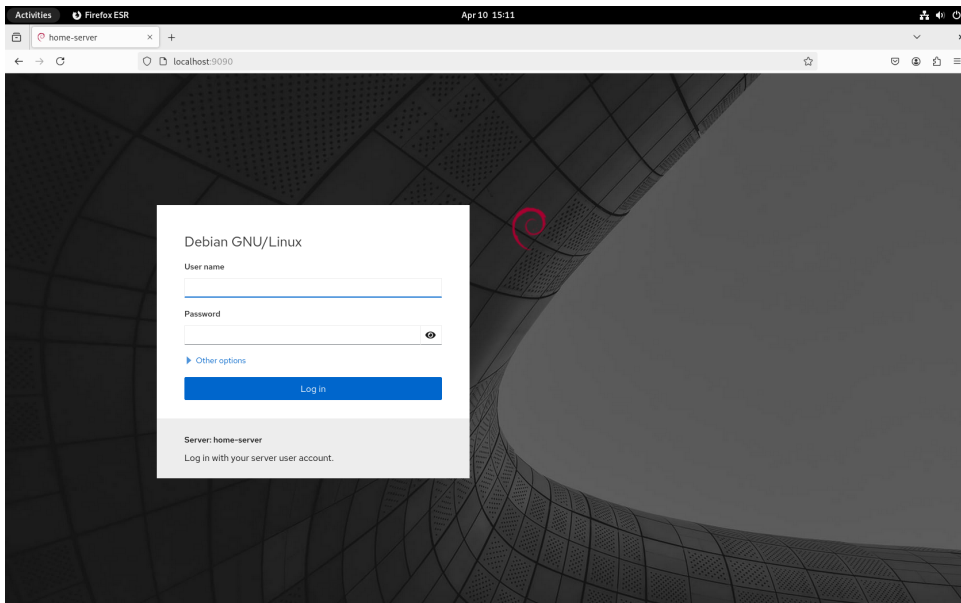 Activities Firefox ESR Apr 10 15:11
home-server
localhost:9090
Debian GNU/Linux
User name
Password
Other options
Log in
Server: home-server
Log in with your server user account.